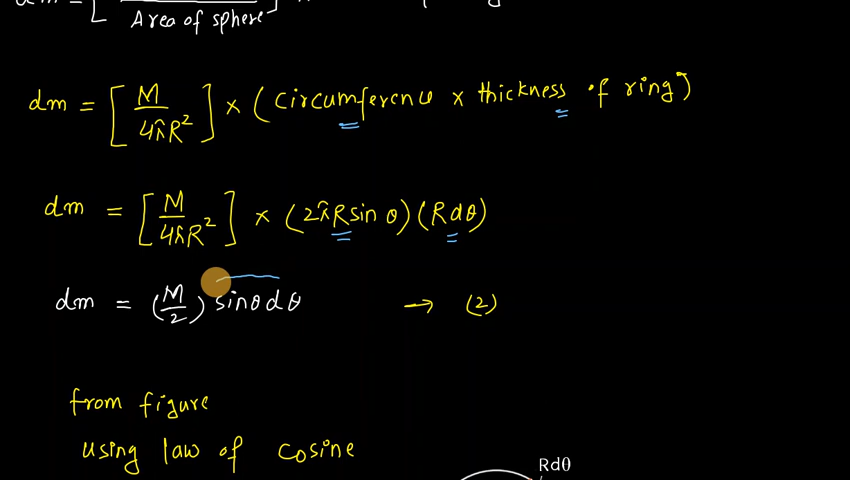 Area of sphere
dm = [M/4πR²] × (circumference × thickness of ring)
dm = [M/4πR²] × (2πR sin θ)(R dθ)
dm = (M/2) sinθ dθ → (2)
from figure
using law of cosine
Rdθ